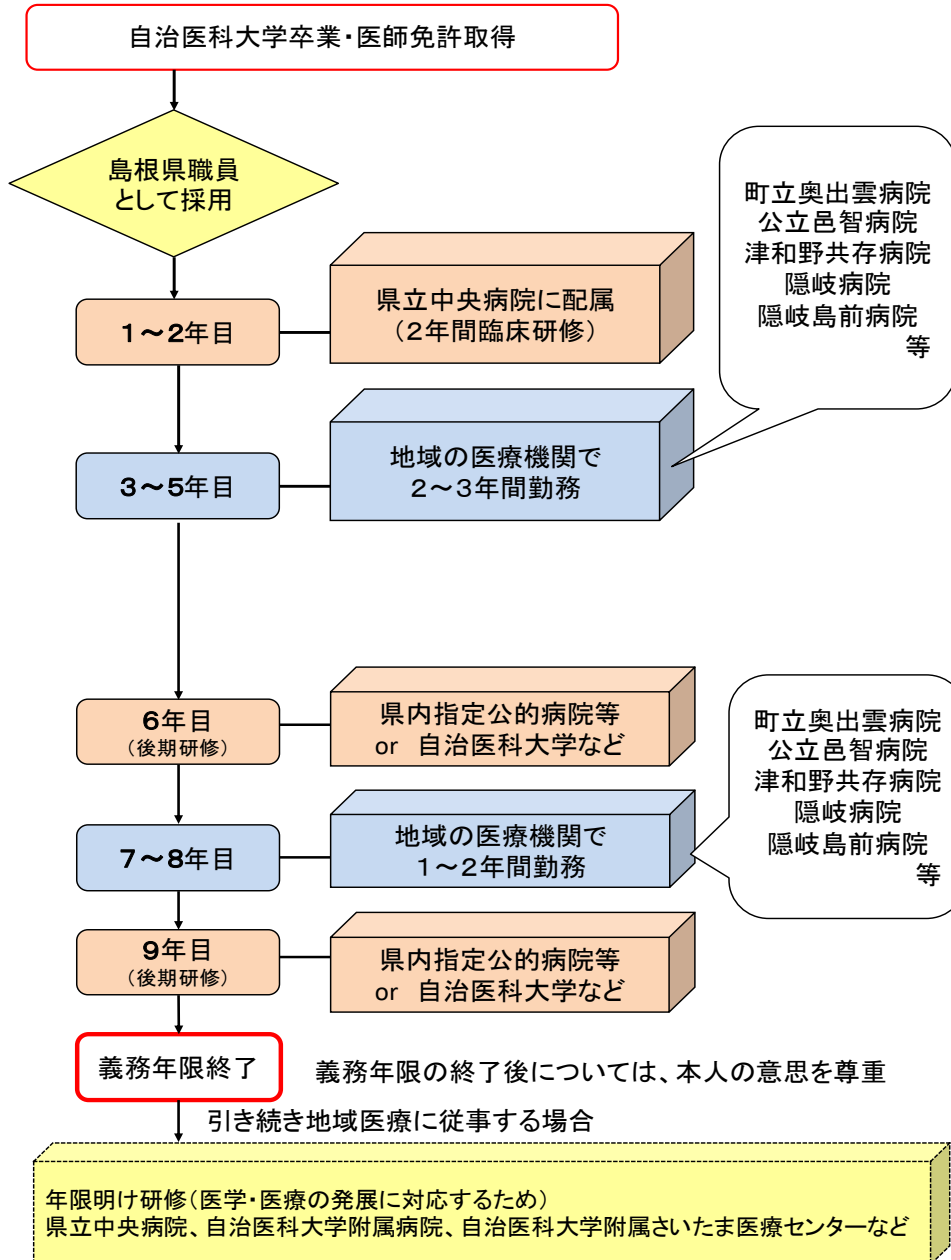 自治医科大学卒業・医師免許取得
島根県職員
として採用
1～2年目
県立中央病院に配属
（2年間臨床研修）
3～5年目
地域の医療機関で
2～3年間勤務
町立奥出雲病院
公立邑智病院
津和野共存病院
隠岐病院
隠岐島前病院
等
6年目
（後期研修）
県内指定公的病院等
or 自治医科大学など
7～8年目
地域の医療機関で
1～2年間勤務
町立奥出雲病院
公立邑智病院
津和野共存病院
隠岐病院
隠岐島前病院
等
9年目
（後期研修）
県内指定公的病院等
or 自治医科大学など
義務年限終了
義務年限の終了後については、本人の意思を尊重
引き続き地域医療に従事する場合
年限明け研修（医学・医療の発展に対応するため）
県立中央病院、自治医科大学附属病院、自治医科大学附属さいたま医療センターなど